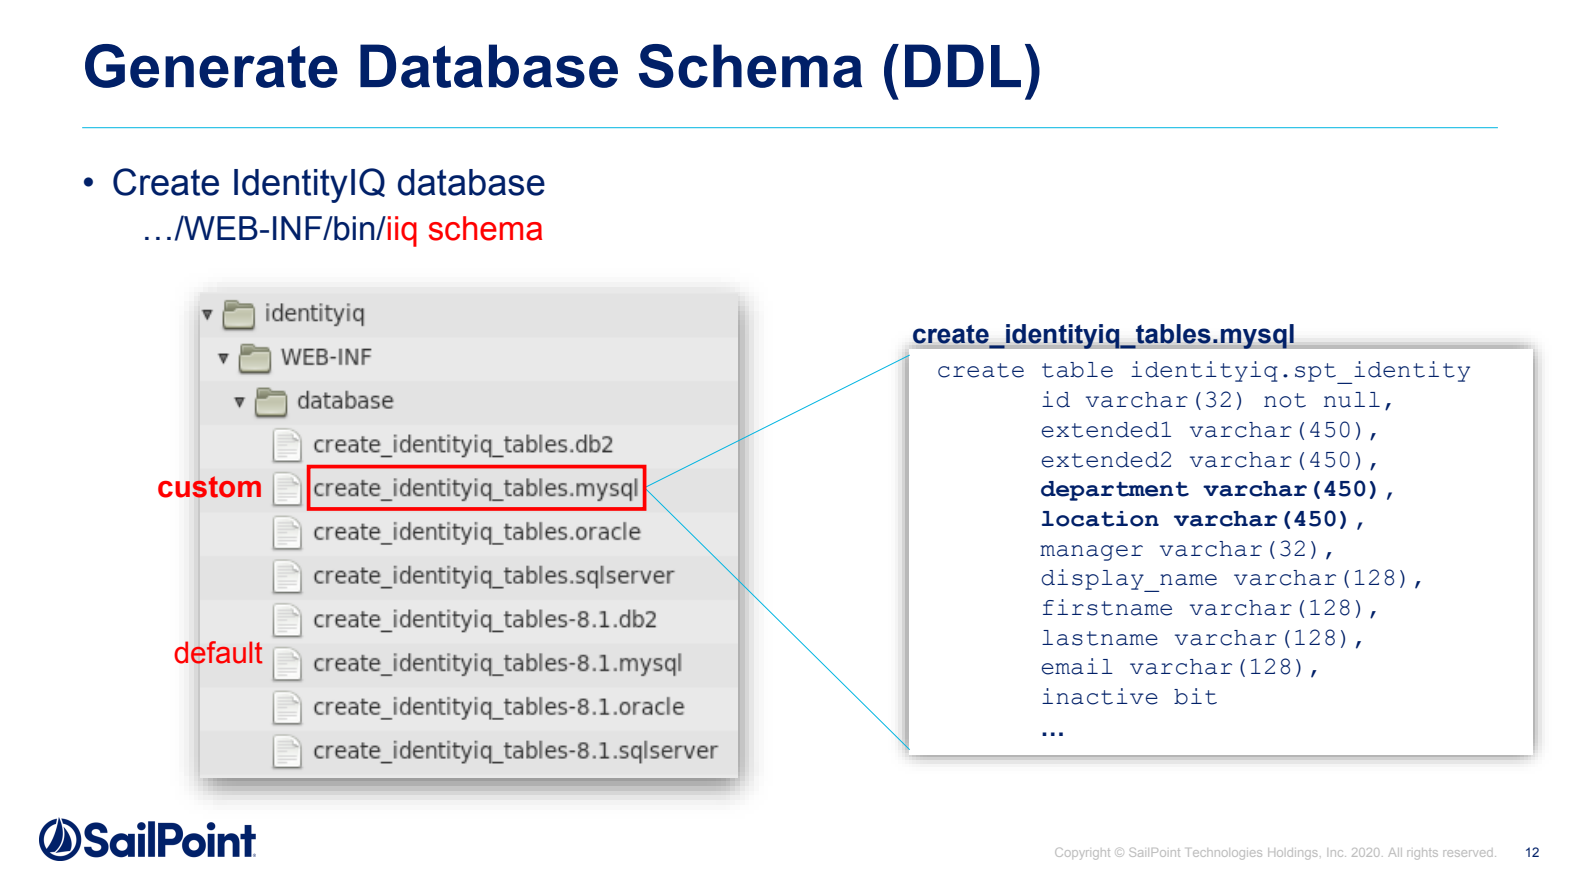 Generate Database Schema (DDL)
• Create IdentityIQ database
…/WEB-INF/bin/iiq schema
identityiq
WEB-INF
database
create_identityiq_tables.db2
custom create_identityiq_tables.mysql
create_identityiq_tables.oracle
create_identityiq_tables.sqlserver
create_identityiq_tables-8.1.db2
default create_identityiq_tables-8.1.mysql
create_identityiq_tables-8.1.oracle
create_identityiq_tables-8.1.sqlserver
create_identityiq_tables.mysql
create table identityiq.spt_identity
id varchar(32) not null,
extended1 varchar(450),
extended2 varchar(450),
department varchar(450),
location varchar(450),
manager varchar(32),
display_name varchar(128),
firstname varchar(128),
lastname varchar(128),
email varchar(128),
inactive bit
…
SailPoint
Copyright © SailPoint Technologies Holdings, Inc. 2020. All rights reserved. 12